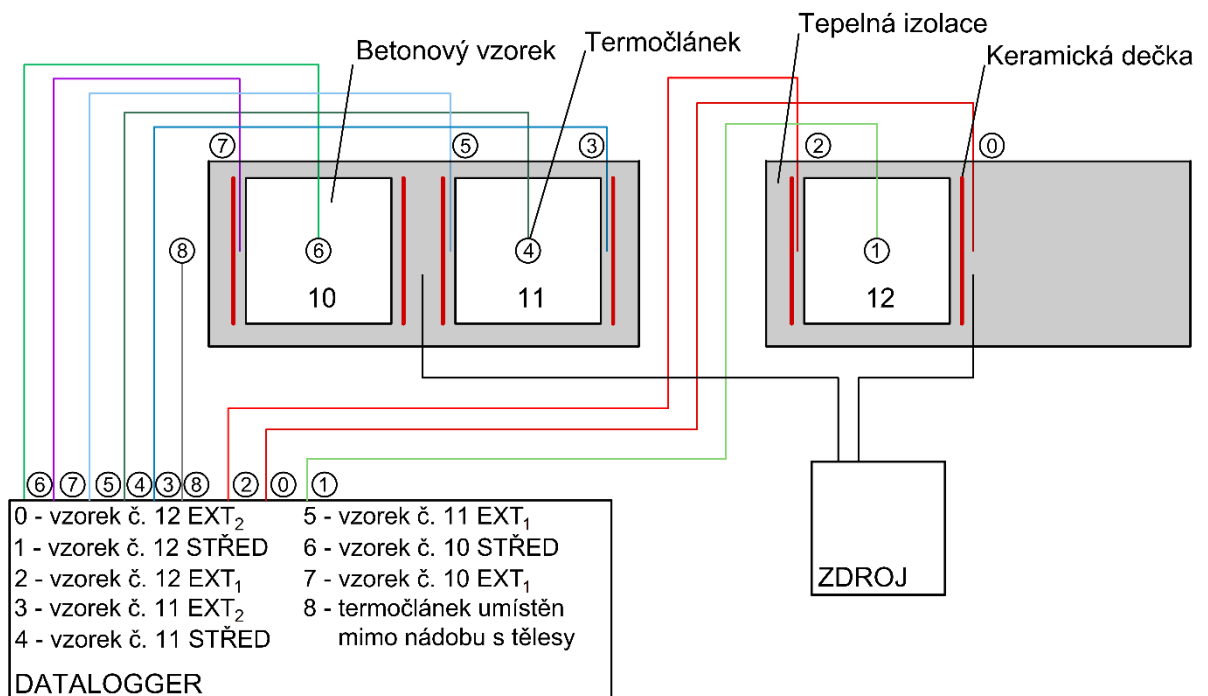 Tepelná izolace
Betonový vzorek
Termočlánek
Keramická dečka
7
5
3
2
0
8
6
4
1
10
11
12
6 7 5 4 3 8 2 0 1
0 - vzorek č. 12 EXT₂
1 - vzorek č. 12 STŘED
2 - vzorek č. 12 EXT₁
3 - vzorek č. 11 EXT₂
4 - vzorek č. 11 STŘED
5 - vzorek č. 11 EXT₁
6 - vzorek č. 10 STŘED
7 - vzorek č. 10 EXT₁
8 - termočlánek umístěn
mimo nádobu s tělesy
DATALOGGER
ZDROJ